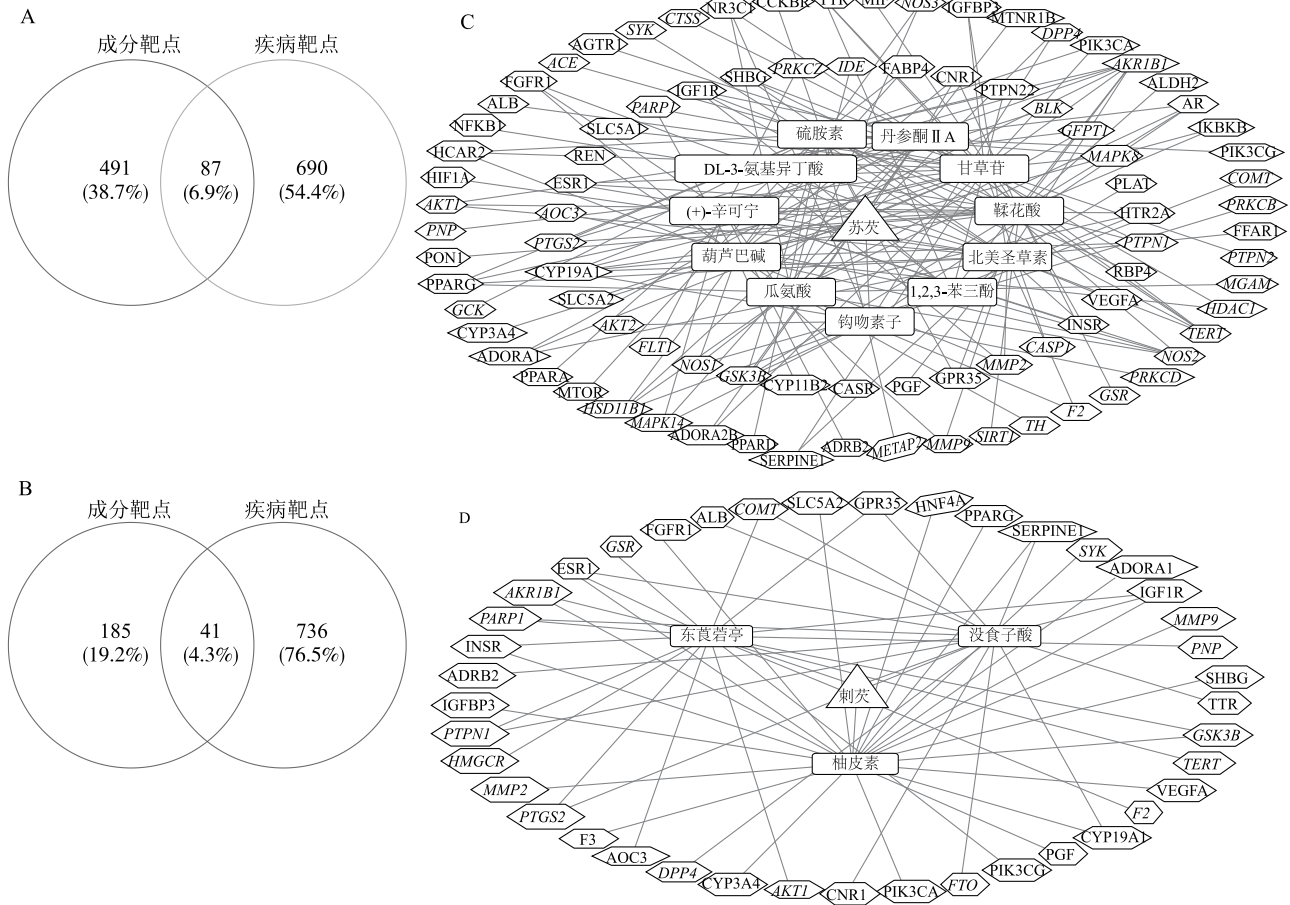 A
成分靶点
疾病靶点
491
(38.7%)
87
(6.9%)
690
(54.4%)
B
成分靶点
疾病靶点
185
(19.2%)
41
(4.3%)
736
(76.5%)
C
NR3C1
CCKBR
TTR
MIF
NOS3
IGFBP3
MTNR1B
DPP4
PIK3CA
AKR1B1
ALDH2
AR
IKBKB
PIK3CG
COMT
PRKCB
FFAR1
PTPN2
MGAM
HDAC1
TERT
NOS2
PRKCD
GSR
F2
TH
SIRT1
MMP9
METAP2
ADRB2
SERPINE1
PPARD
ADORA2B
MAPK14
HSD11B1
MTOR
PPARA
ADORA1
CYP3A4
GCK
PPARG
PON1
PNP
AKT1
HIF1A
HCAR2
NFKB1
ALB
FGFR1
ACE
AGTR1
SYK
CTSS
SHBG
PRKCZ
IDE
FABP4
CNR1
PTPN22
BLK
GFPT1
MAPK8
PLAT
HTR2A
PTPN1
RBP4
VEGFA
INSR
CASP1
MMP2
GPR35
PGF
CASR
CYP11B2
GSK3B
NOS1
FLT1
AKT2
SLC5A2
CYP19A1
PTGS2
AOC3
ESR1
REN
SLC5A1
PARP1
IGF1R
硫胺素
丹参酮ⅡA
DL-3-氨基异丁酸
甘草苷
(+)-辛可宁
苏芡
鞣花酸
葫芦巴碱
北美圣草素
瓜氨酸
1,2,3-苯三酚
钩吻素子
D
COMT
SLC5A2
GPR35
HNF4A
PPARG
SERPINE1
SYK
ADORA1
IGF1R
MMP9
PNP
SHBG
TTR
GSK3B
TERT
VEGFA
F2
CYP19A1
PGF
PIK3CG
FTO
PIK3CA
CNR1
AKT1
CYP3A4
DPP4
AOC3
F3
PTGS2
MMP2
HMGCR
PTPN1
IGFBP3
ADRB2
INSR
PARP1
AKR1B1
ESR1
GSR
FGFR1
ALB
东莨菪亭
没食子酸
刺芡
柚皮素